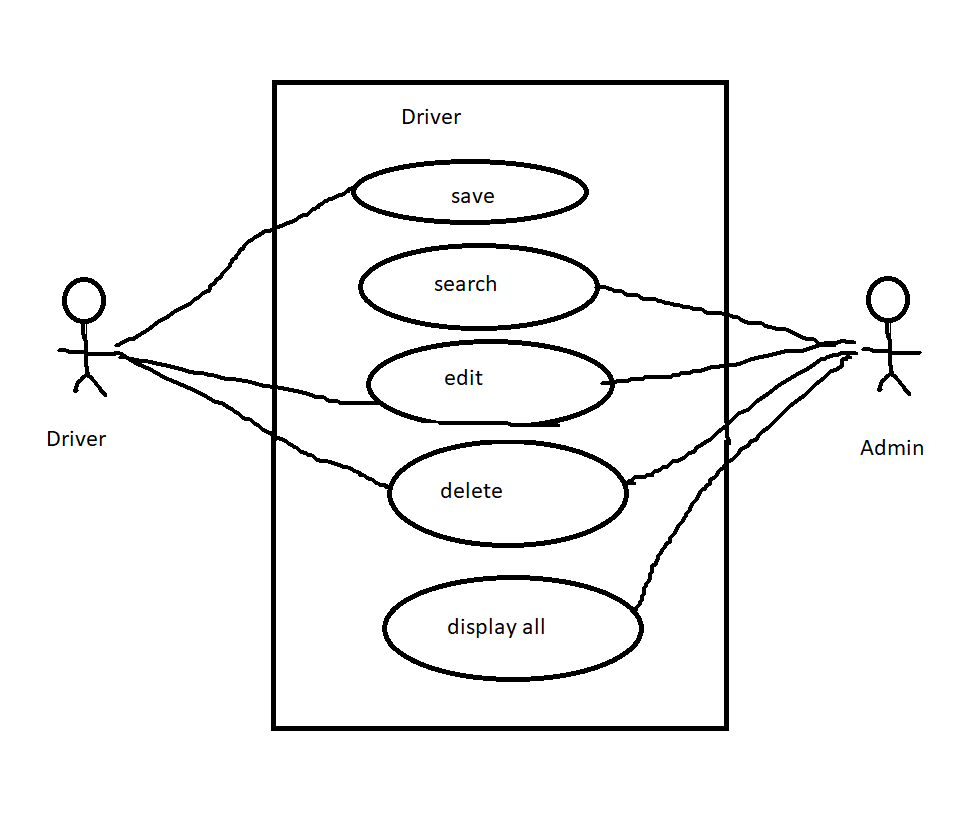 Driver
save
search
edit
delete
display all
Driver
Admin